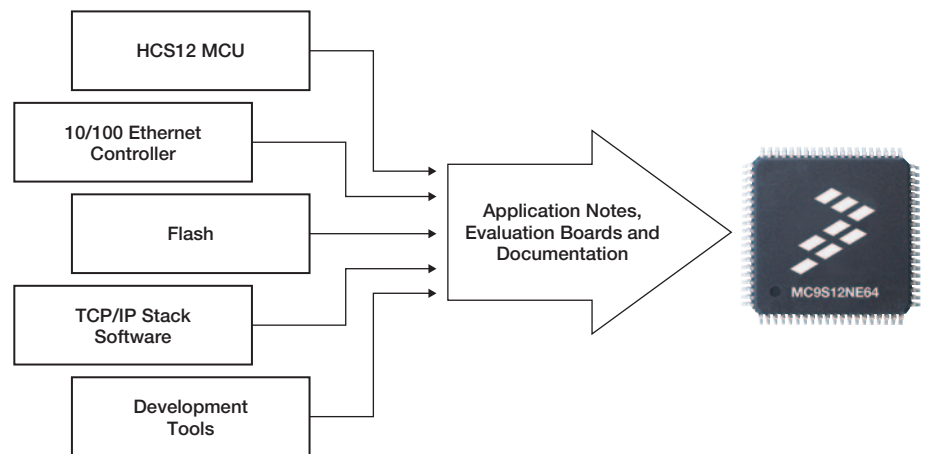 HCS12 MCU
10/100 Ethernet
Controller
Flash
TCP/IP Stack
Software
Development
Tools
Application Notes,
Evaluation Boards and
Documentation
MC9S12NE64